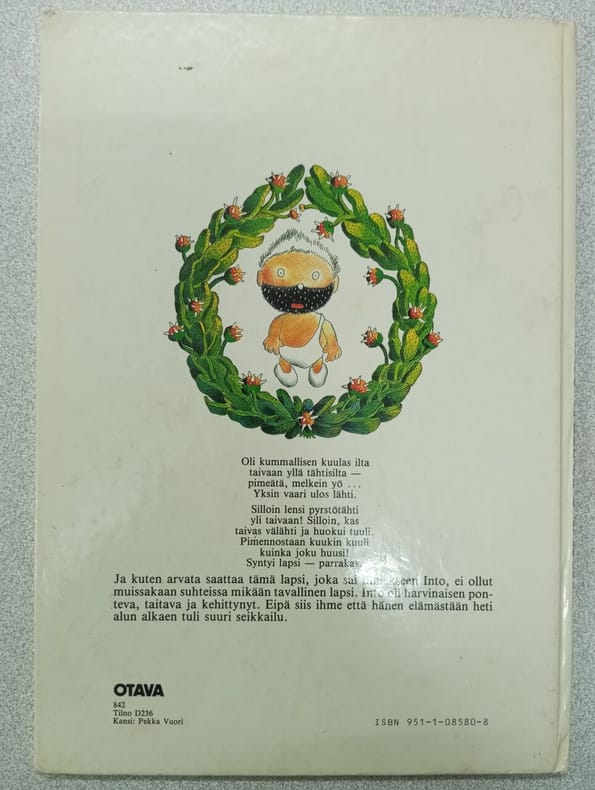 Oli kummallisen kuulas ilta
taivaan yllä tähtisilta —
pimeätä, melkein yö ...
Yksin vaari ulos lähti.
Silloin lensi pyrstötähti
yli taivaan! Silloin, kas
taivas välähti ja huokui tuuli.
Pimennostaan kuukin kuuli
kuinka joku huusi!
Syntyi lapsi — parrakas.
Ja kuten arvata saattaa tämä lapsi, joka sai nimekseen Into, ei ollut
muissakaan suhteissa mikään tavallinen lapsi. Into oli harvinaisen pon-
teva, taitava ja kehittynyt. Eipä siis ihme että hänen elämästään heti
alun alkaen tuli suuri seikkailu.
OTAVA
842
Tilno D236
Kansi: Pekka Vuori
ISBN 951-1-08580-8